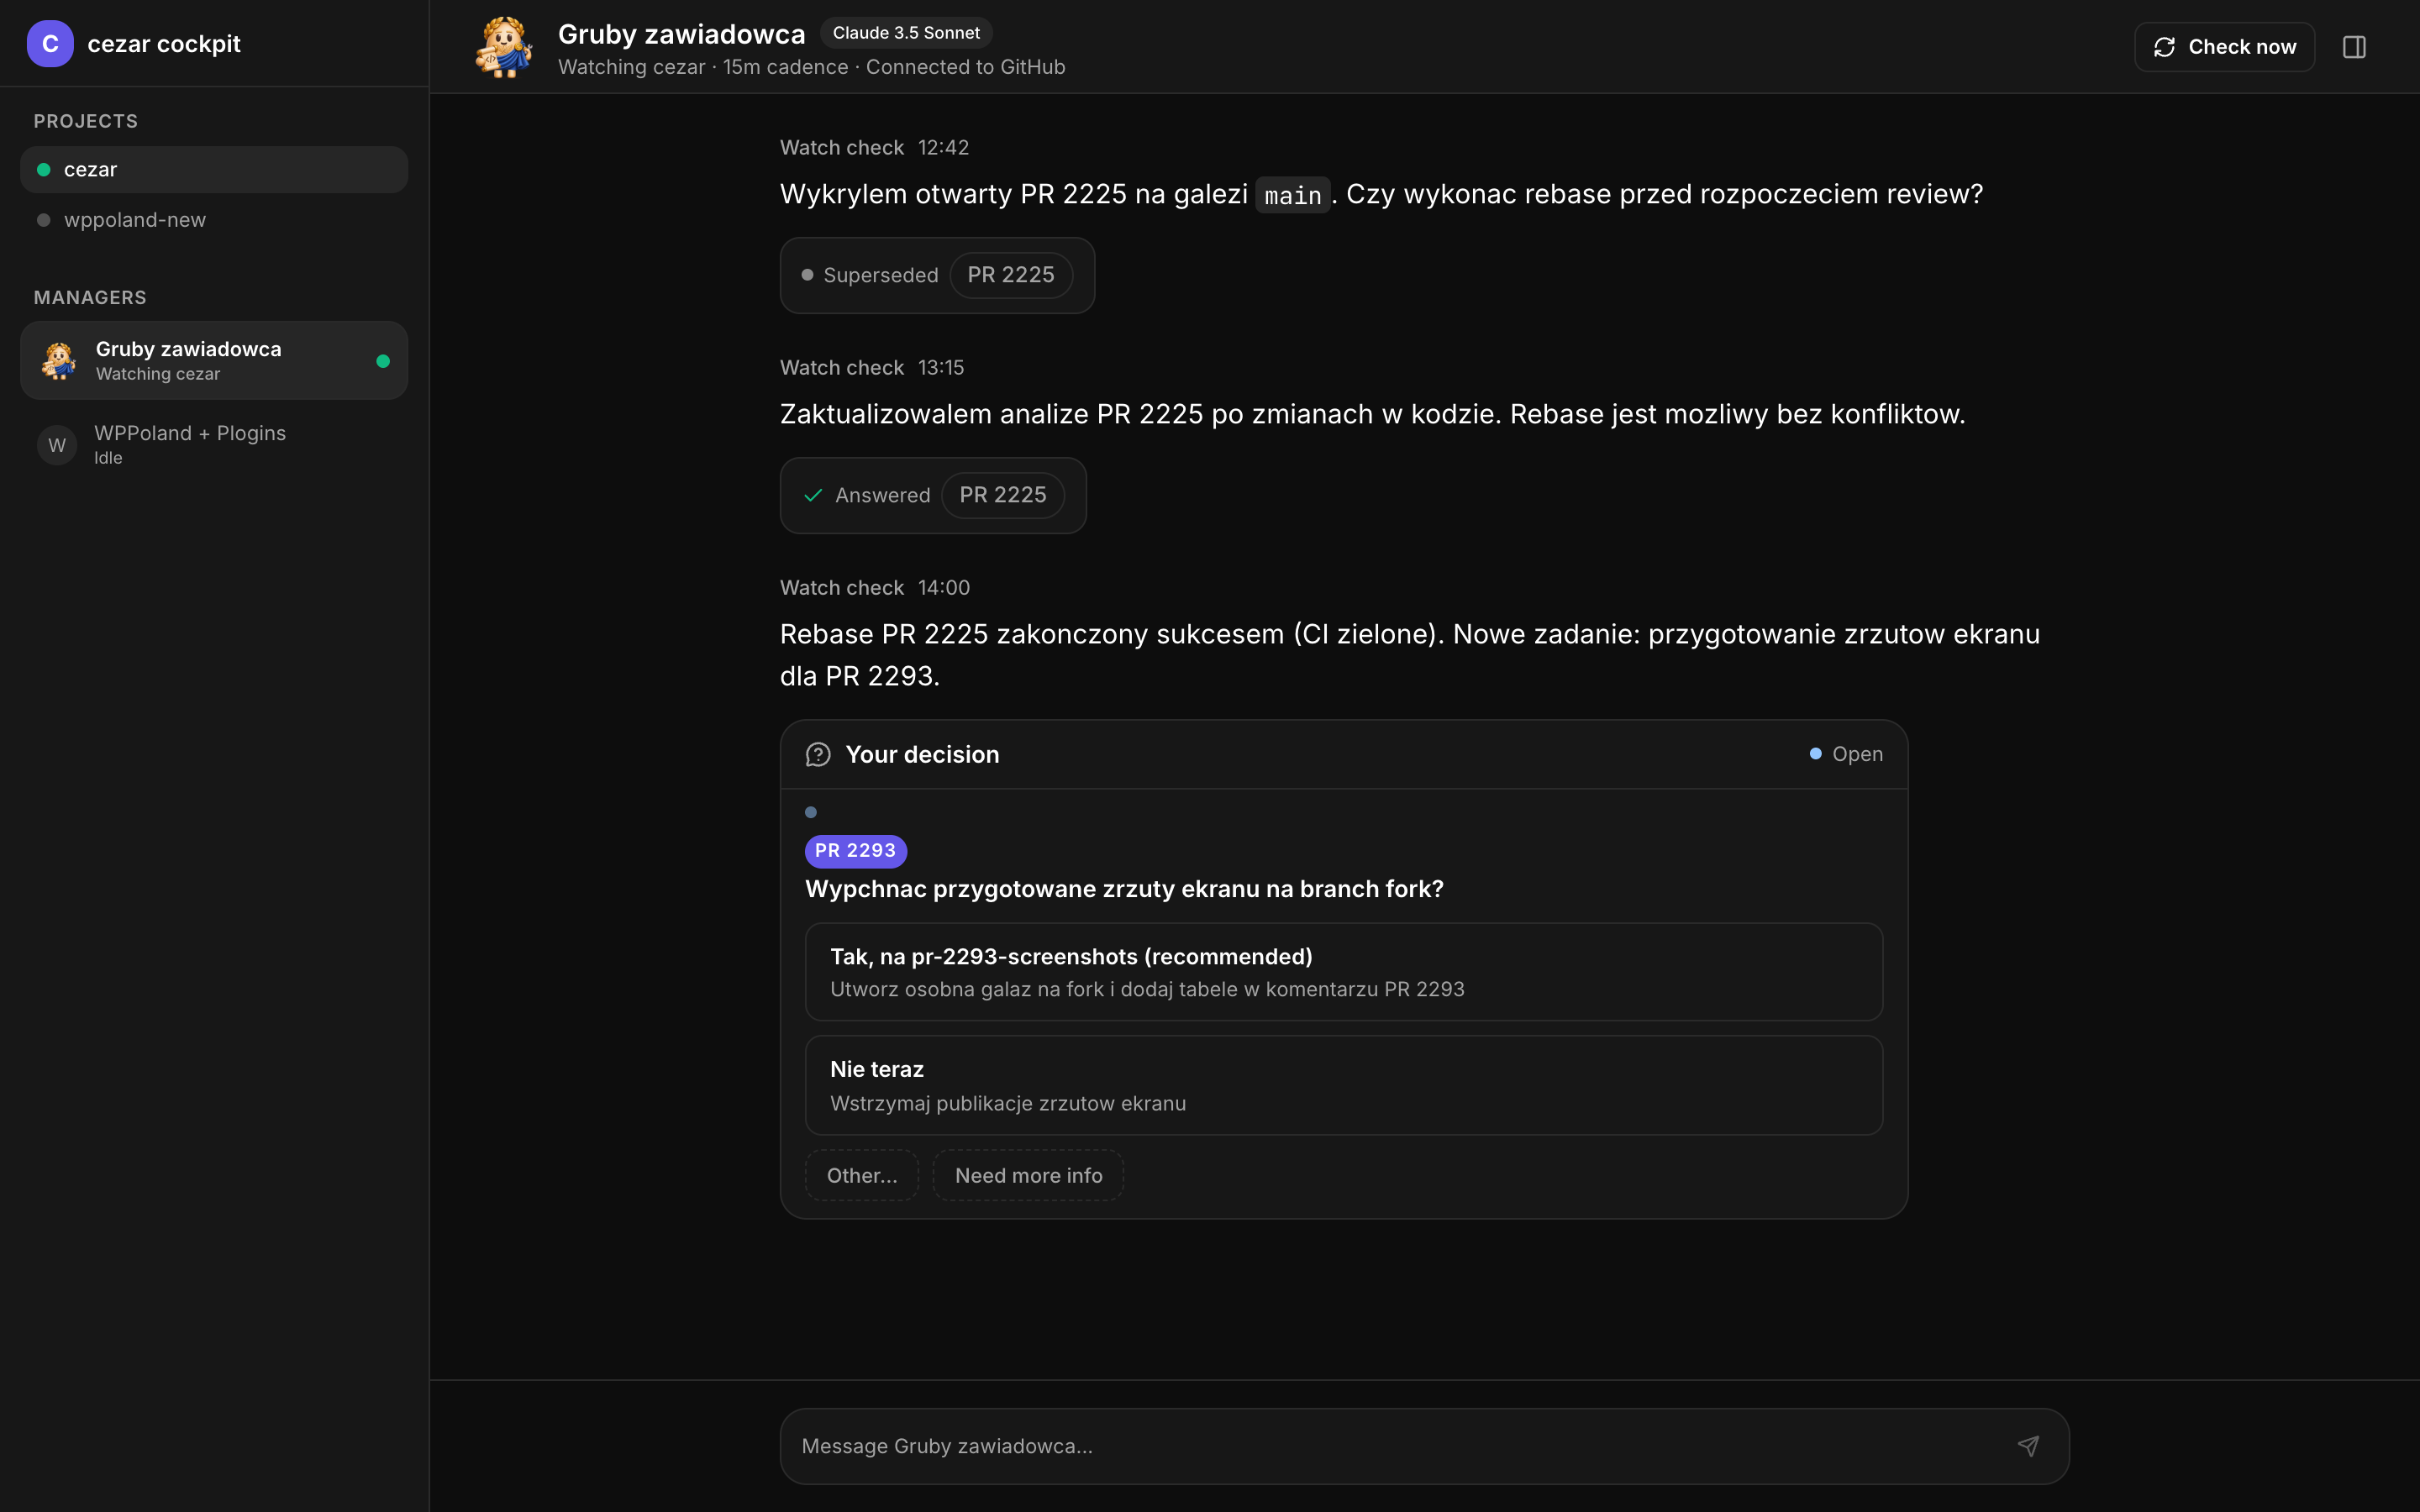 C cezar cockpit
PROJECTS
cezar
wppoland-new
MANAGERS
Gruby zawiadowca
Watching cezar
W
WPPoland + Plogins
Idle
Gruby zawiadowca Claude 3.5 Sonnet
Watching cezar · 15m cadence · Connected to GitHub
Check now
Watch check 12:42
Wykrylem otwarty PR 2225 na galezi main. Czy wykonac rebase przed rozpoczeciem review?
Superseded PR 2225
Watch check 13:15
Zaktualizowalem analize PR 2225 po zmianach w kodzie. Rebase jest mozliwy bez konfliktow.
Answered PR 2225
Watch check 14:00
Rebase PR 2225 zakonczony sukcesem (CI zielone). Nowe zadanie: przygotowanie zrzutow ekranu
dla PR 2293.
Your decision Open
PR 2293
Wypchnac przygotowane zrzuty ekranu na branch fork?
Tak, na pr-2293-screenshots (recommended)
Utworz osobna galaz na fork i dodaj tabele w komentarzu PR 2293
Nie teraz
Wstrzymaj publikacje zrzutow ekranu
Other... Need more info
Message Gruby zawiadowca...